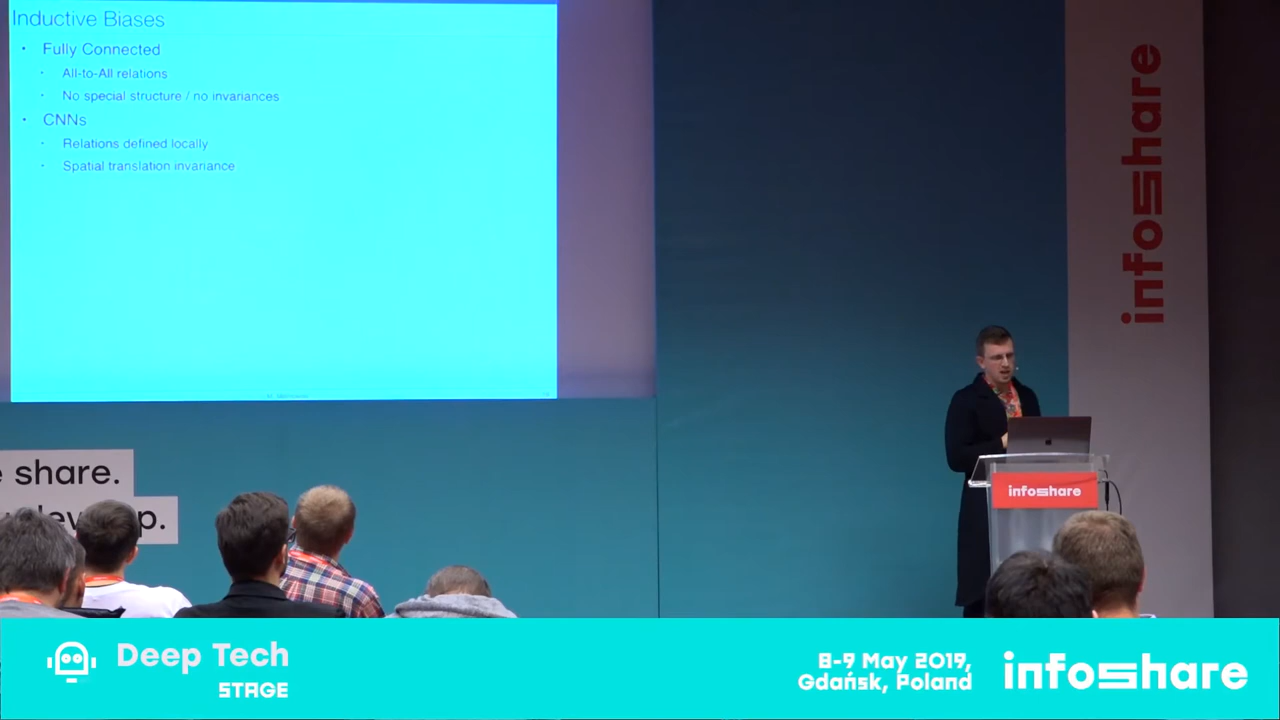 Inductive Biases
• Fully Connected
• All-to-All relations
• No special structure / no invariances
• CNNs
• Relations defined locally
• Spatial translation invariance
infoshare
infoshare
e share.
p.
Deep Tech
STAGE
8-9 May 2019,
Gdańsk, Poland
infoshare